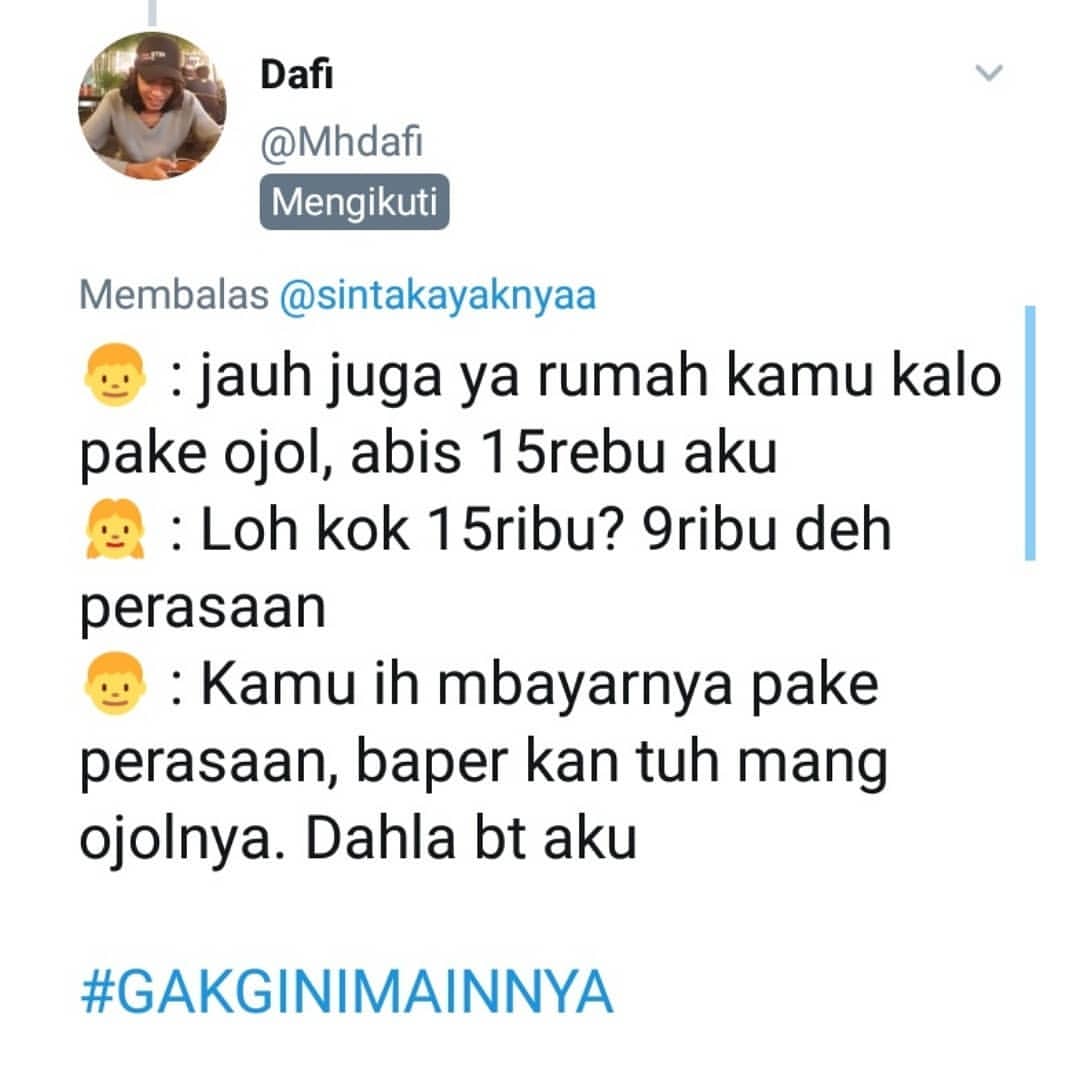 Dafi
@Mhdafi
Mengikuti
Membalas @sintakayaknyaa
👦 : jauh juga ya rumah kamu kalo
pake ojol, abis 15rebu aku
👧 : Loh kok 15ribu? 9ribu deh
perasaan
👦 : Kamu ih mbayarnya pake
perasaan, baper kan tuh mang
ojolnya. Dahla bt aku
#GAKGINIMAINNYA